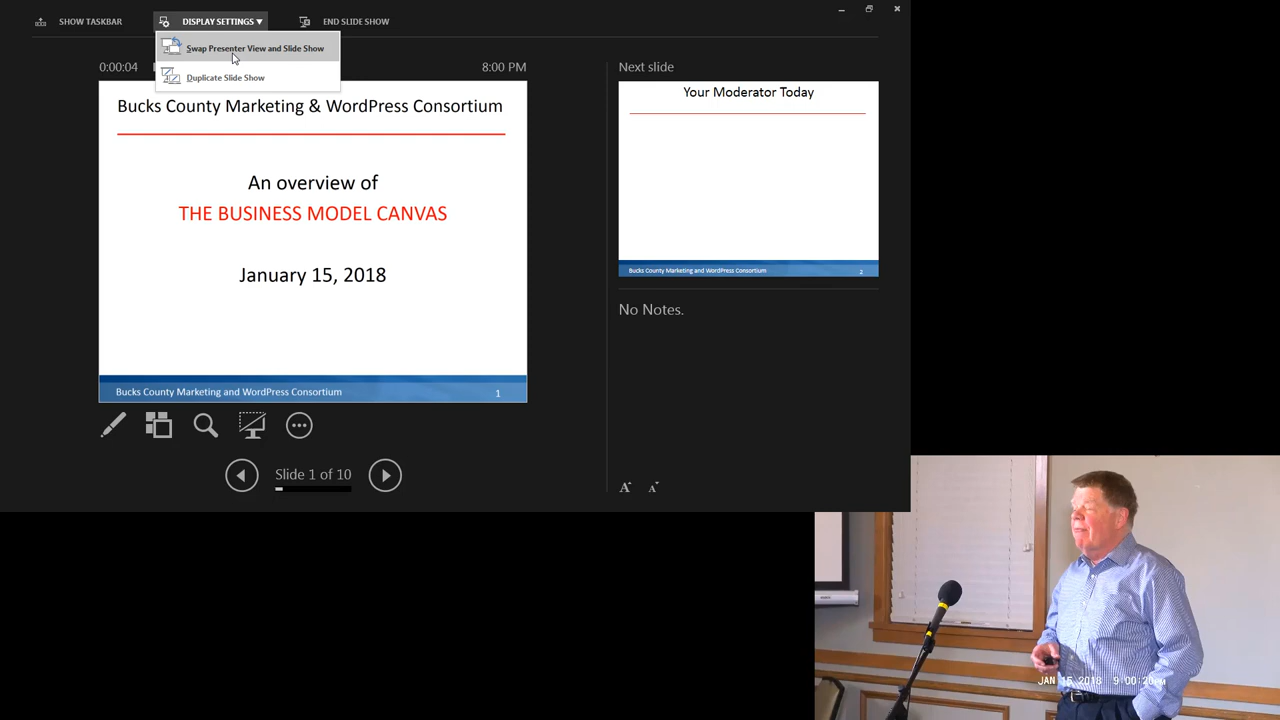 SHOW TASKBAR
DISPLAY SETTINGS ▼
END SLIDE SHOW
Swap Presenter View and Slide Show
Duplicate Slide Show
0:00:04
8:00 PM
Bucks County Marketing & WordPress Consortium
An overview of
THE BUSINESS MODEL CANVAS
January 15, 2018
Bucks County Marketing and WordPress Consortium
1
Slide 1 of 10
Next slide
Your Moderator Today
Bucks County Marketing and WordPress Consortium
2
No Notes.
A
A
JAN 15, 2018